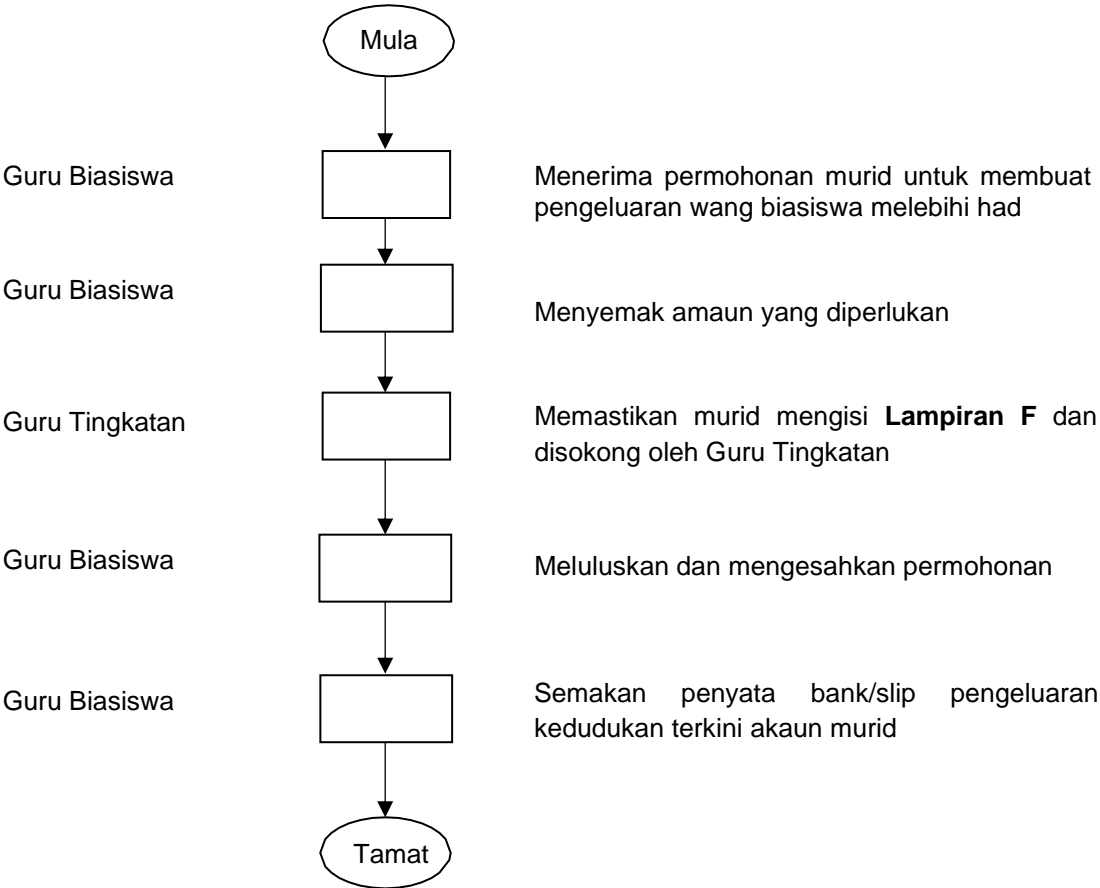 Mula
Guru Biasiswa
Menerima permohonan murid untuk membuat
pengeluaran wang biasiswa melebihi had
Guru Biasiswa
Menyemak amaun yang diperlukan
Guru Tingkatan
Memastikan murid mengisi Lampiran F dan
disokong oleh Guru Tingkatan
Guru Biasiswa
Meluluskan dan mengesahkan permohonan
Guru Biasiswa
Semakan penyata bank/slip pengeluaran
kedudukan terkini akaun murid
Tamat